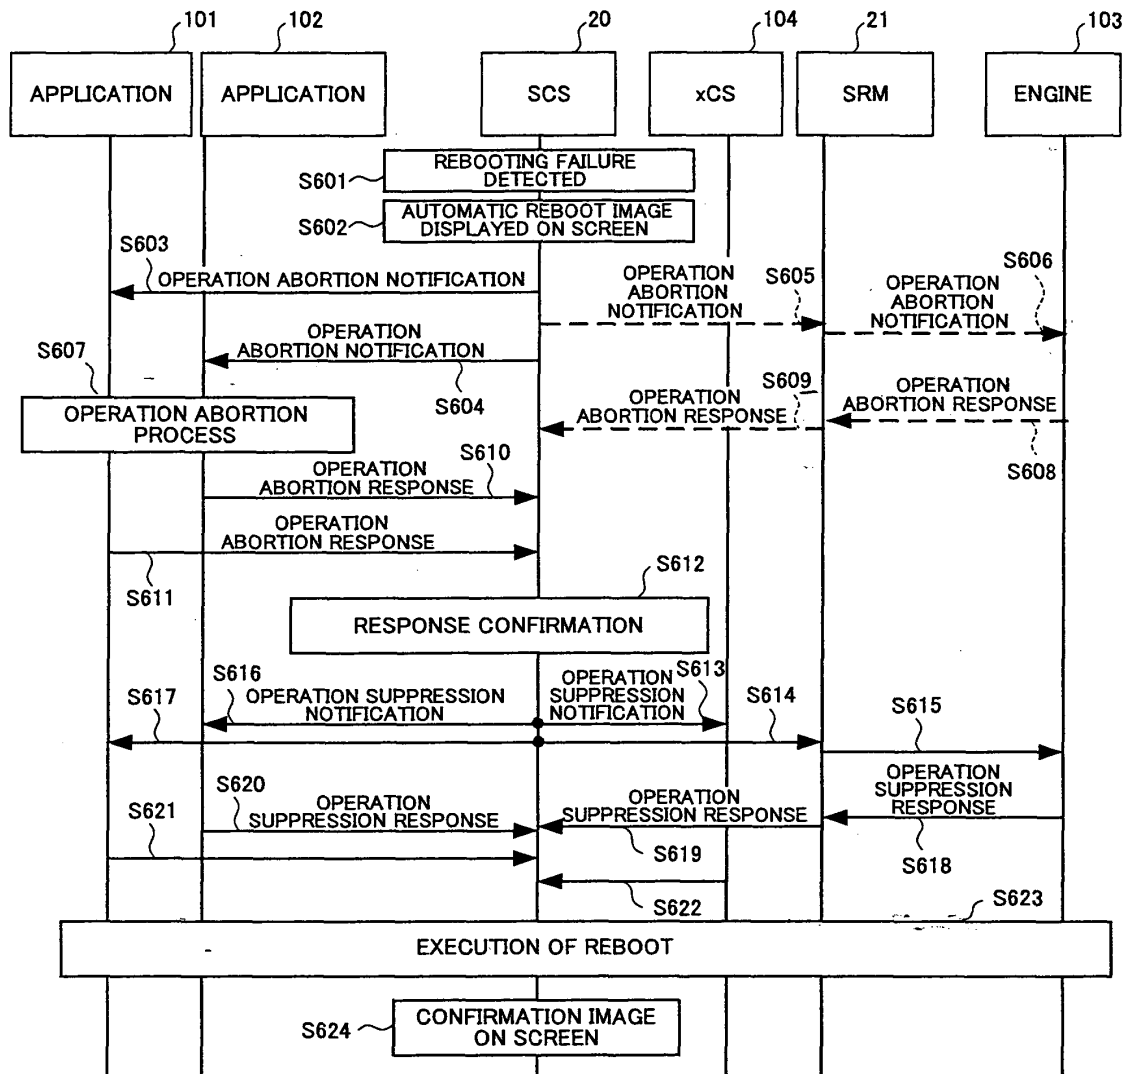 101
102
20
104
21
103
APPLICATION
APPLICATION
SCS
xCS
SRM
ENGINE
S601
REBOOTING FAILURE
DETECTED
S602
AUTOMATIC REBOOT IMAGE
DISPLAYED ON SCREEN
S603
OPERATION ABORTION NOTIFICATION
OPERATION
ABORTION
NOTIFICATION
S605
OPERATION
ABORTION
NOTIFICATION
S606
OPERATION
ABORTION NOTIFICATION
S604
S607
OPERATION ABORTION
PROCESS
OPERATION
ABORTION RESPONSE
S609
OPERATION
ABORTION RESPONSE
S608
OPERATION
ABORTION RESPONSE
S610
OPERATION
ABORTION RESPONSE
S611
S612
RESPONSE CONFIRMATION
S617
S616
OPERATION SUPPRESSION
NOTIFICATION
OPERATION
SUPPRESSION
NOTIFICATION
S613
S614
S615
S621
S620
OPERATION
SUPPRESSION RESPONSE
OPERATION
SUPPRESSION RESPONSE
S619
OPERATION
SUPPRESSION
RESPONSE
S618
S622
S623
EXECUTION OF REBOOT
S624
CONFIRMATION IMAGE
ON SCREEN